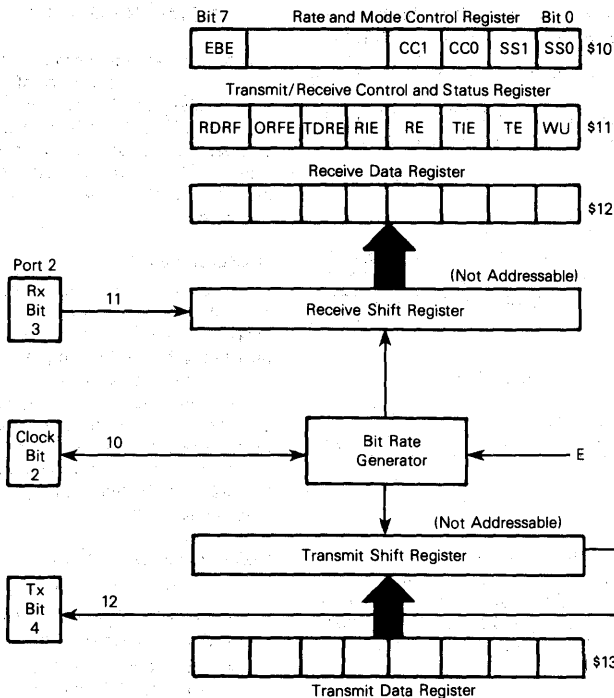 Bit 7 Rate and Mode Control Register Bit 0
EBE CC1 CC0 SS1 SS0 $10
Transmit/Receive Control and Status Register
RDRF ORFE TDRE RIE RE TIE TE WU $11
Receive Data Register
$12
Port 2
(Not Addressable)
Rx
Bit
3
11
Receive Shift Register
Clock
Bit
2
10
Bit Rate
Generator
E
(Not Addressable)
Transmit Shift Register
Tx
Bit
4
12
$13
Transmit Data Register